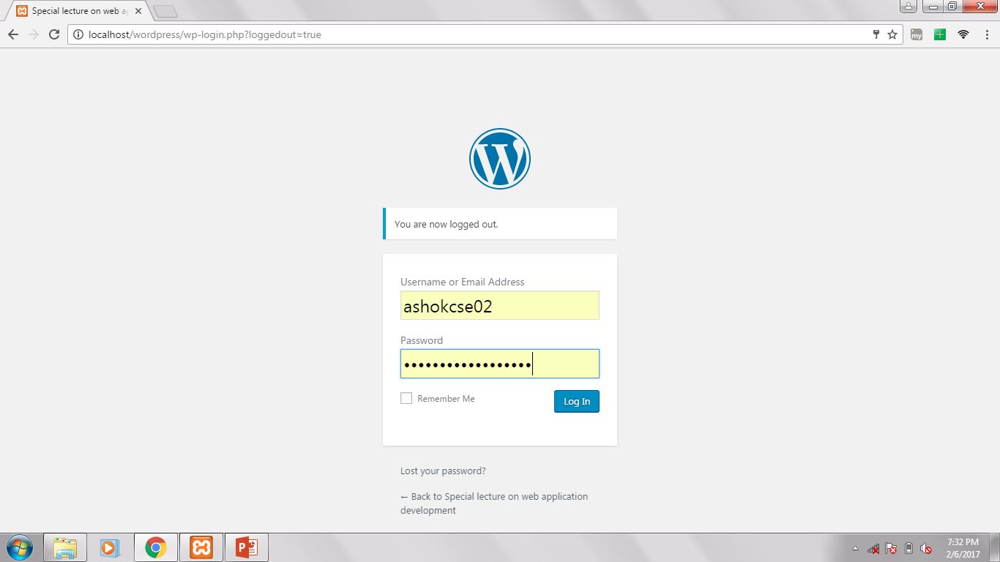 Special lecture on web a
localhost/wordpress/wp-login.php?loggedout=true
my
W
You are now logged out.
Username or Email Address
ashokcse02
Password
••••••••••••••••••
Remember Me
Log In
Lost your password?
← Back to Special lecture on web application
development
7:32 PM
2/6/2017